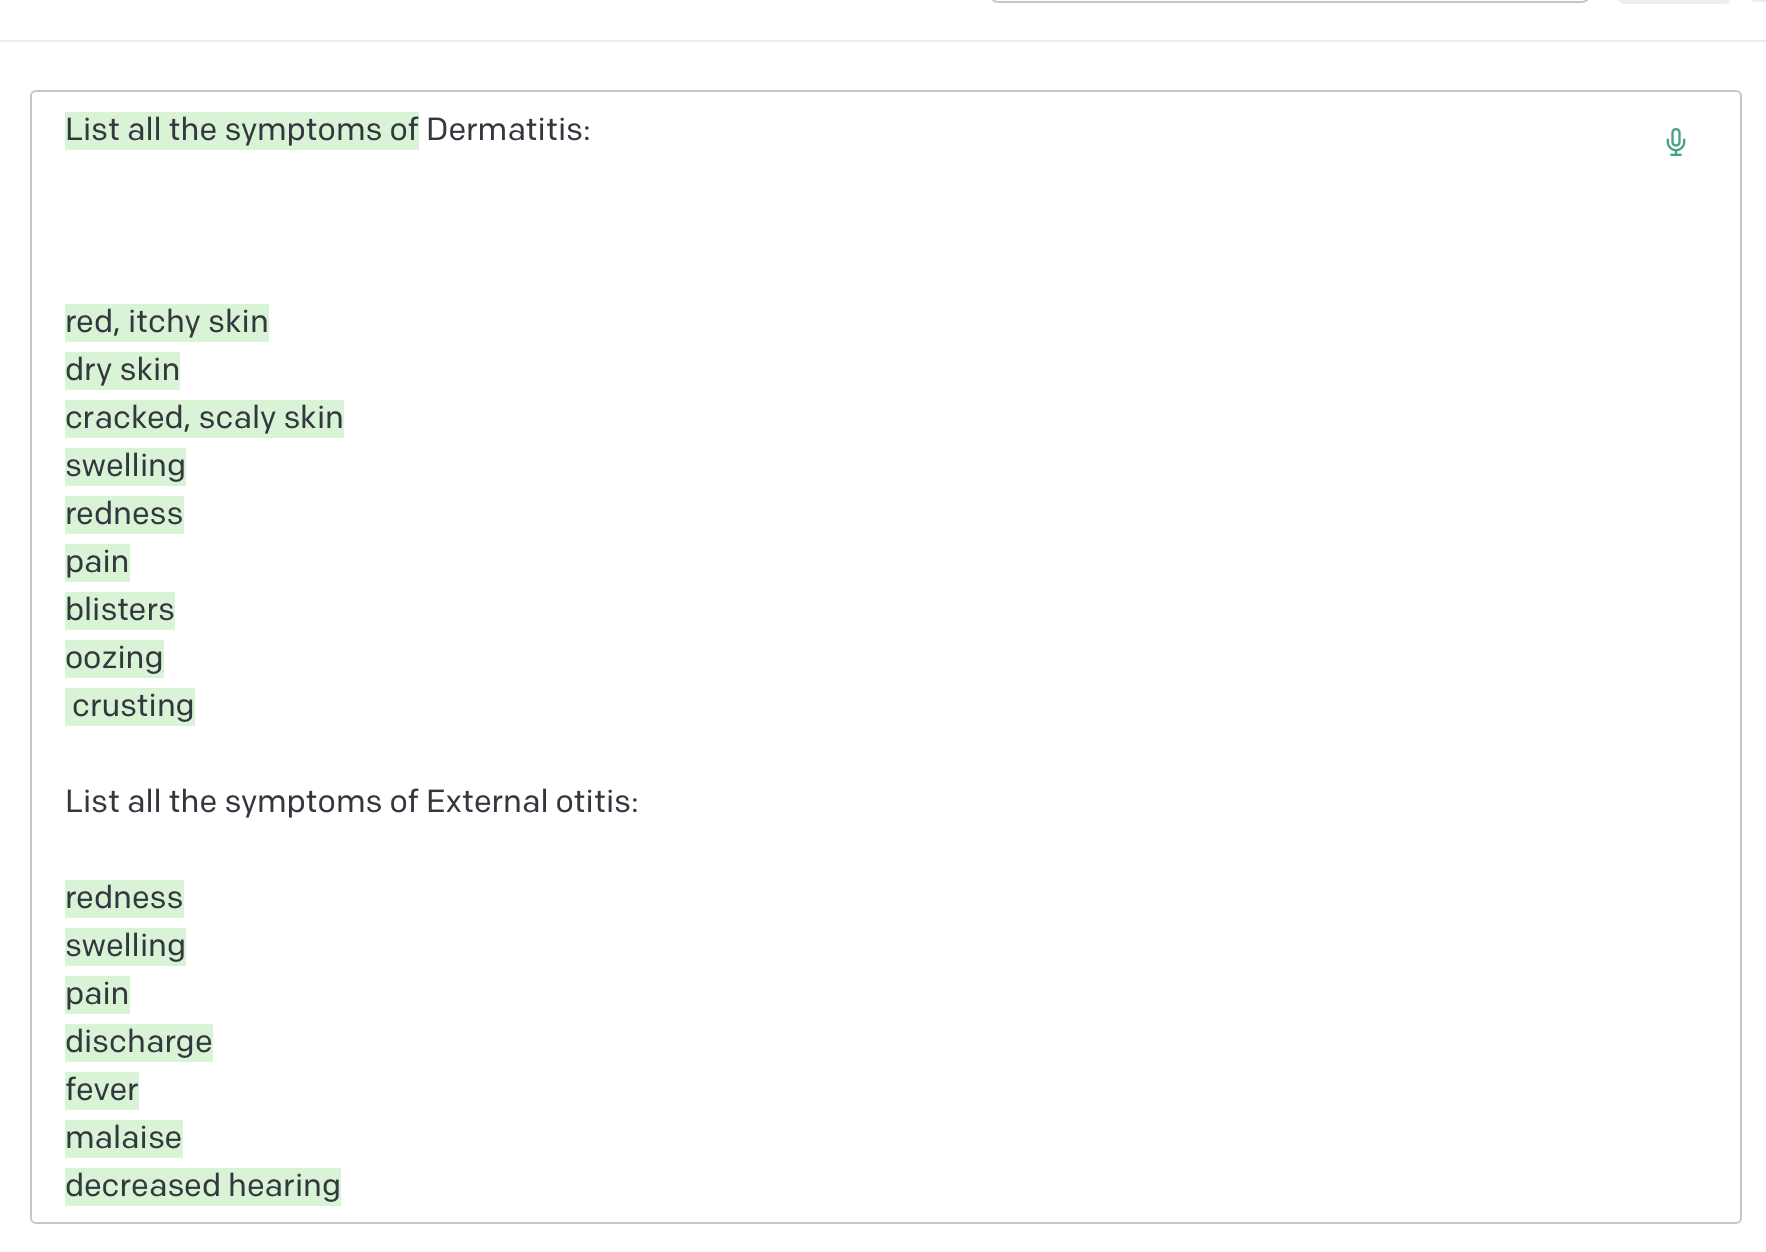 List all the symptoms of Dermatitis:
red, itchy skin
dry skin
cracked, scaly skin
swelling
redness
pain
blisters
oozing
crusting
List all the symptoms of External otitis:
redness
swelling
pain
discharge
fever
malaise
decreased hearing